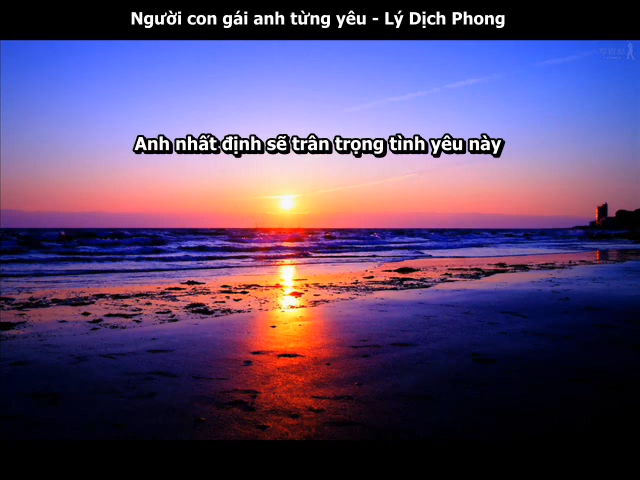 Người con gái anh từng yêu - Lý Dịch Phong
Anh nhất định sẽ trân trọng tình yêu này